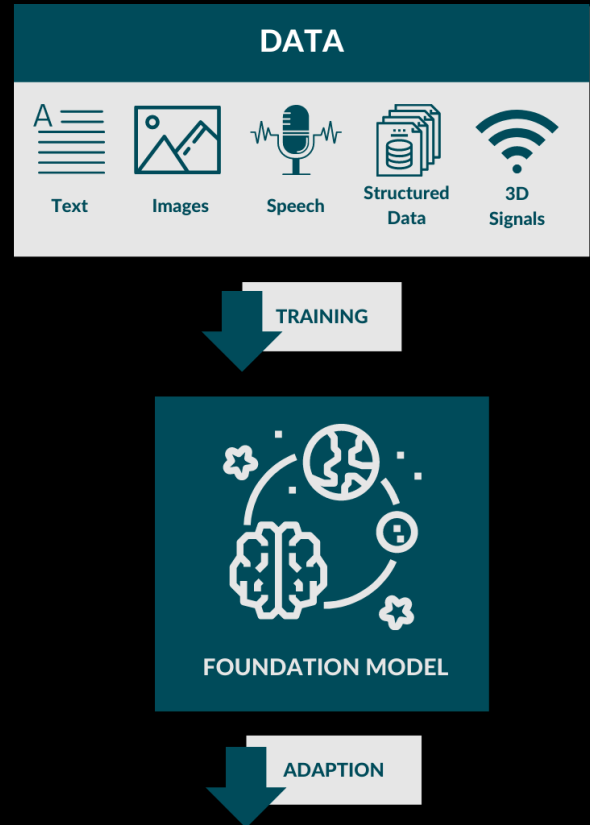 DATA
A
Text
Images
Speech
Structured
Data
3D
Signals
TRAINING
FOUNDATION MODEL
ADAPTION